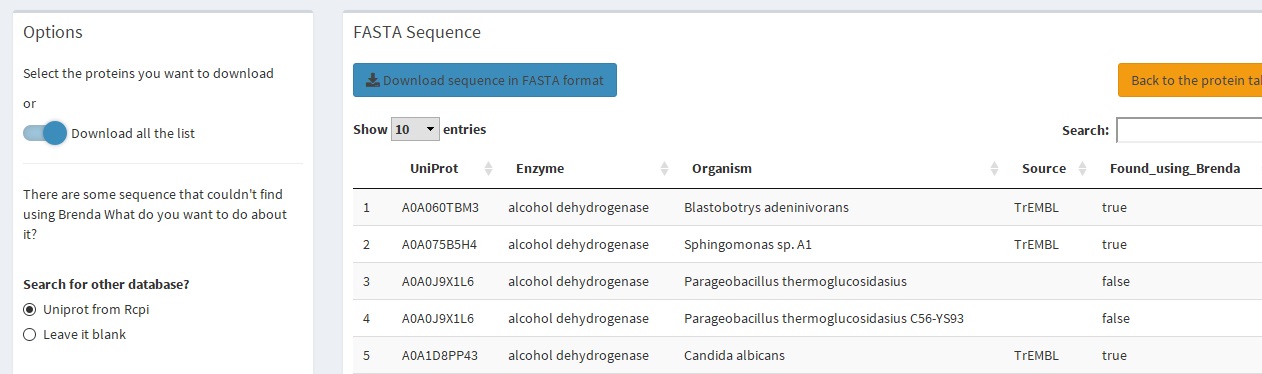 Options
Select the proteins you want to download
or
Download all the list
There are some sequence that couldn't find
using Brenda What do you want to do about
it?
Search for other database?
Uniprot from Rcpi
Leave it blank
FASTA Sequence
Download sequence in FASTA format
Back to the protein
Show 10 entries
Search:
UniProt Enzyme Organism Source Found_using_Brenda
1 A0A060TBM3 alcohol dehydrogenase Blastobotrys adeninivorans TrEMBL true
2 A0A075B5H4 alcohol dehydrogenase Sphingomonas sp. A1 TrEMBL true
3 A0A0J9X1L6 alcohol dehydrogenase Parageobacillus thermoglucosidasius false
4 A0A0J9X1L6 alcohol dehydrogenase Parageobacillus thermoglucosidasius C56-YS93 false
5 A0A1D8PP43 alcohol dehydrogenase Candida albicans TrEMBL true